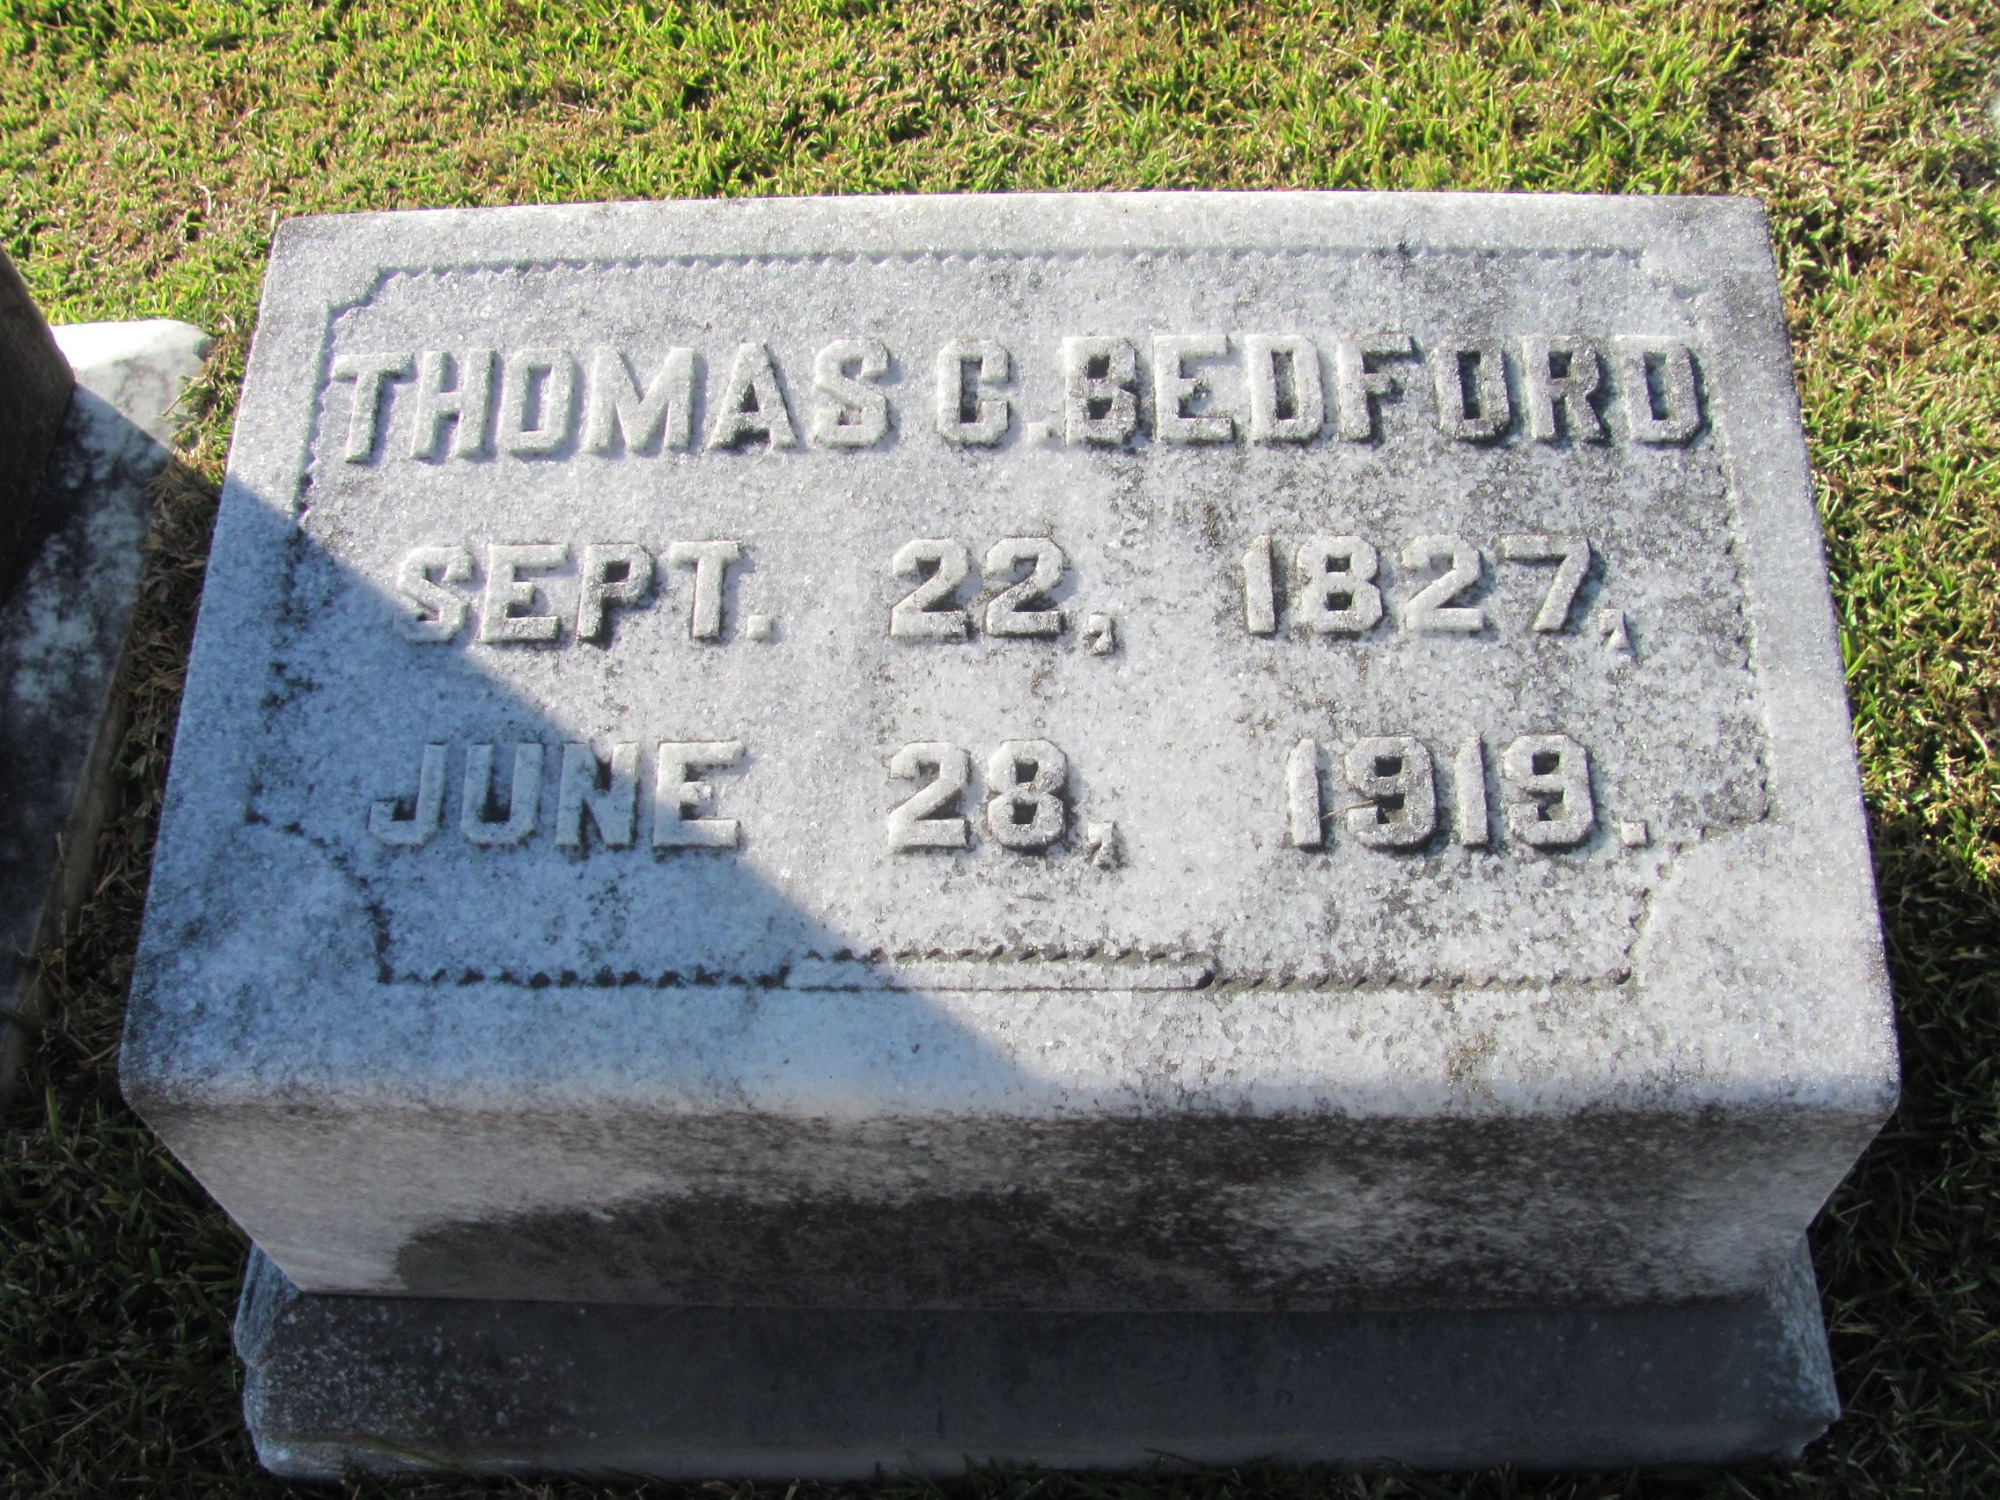 THOMAS C. BEDFORD
SEPT. 22, 1827,
JUNE 28, 1919.